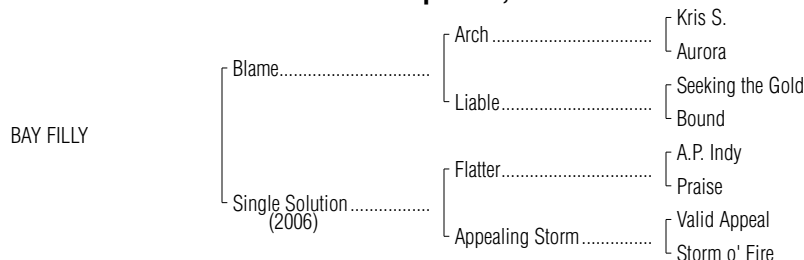 Kris S.
Arch
Aurora
Blame
Seeking the Gold
Liable
Bound
BAY FILLY
A.P. Indy
Flatter
Praise
Single Solution
(2006)
Valid Appeal
Appealing Storm
Storm o' Fire